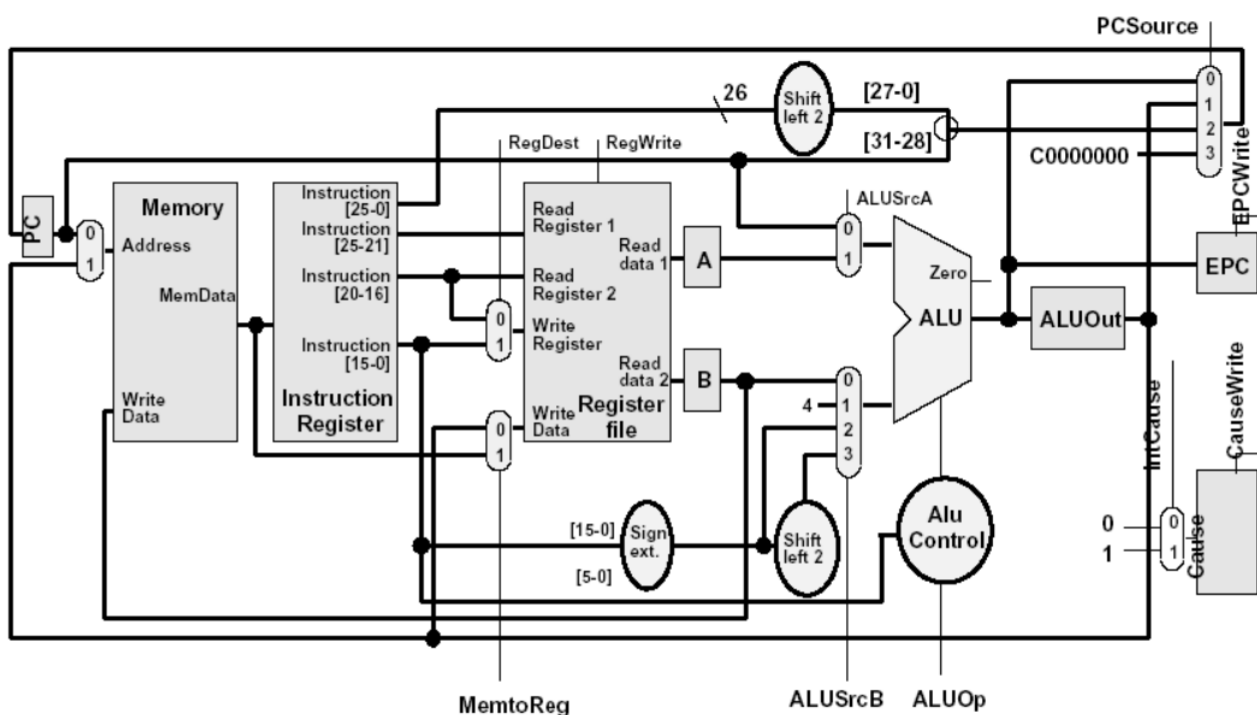 PCSource
0
1
2
3
26
Shift
left 2
[27-0]
[31-28]
C0000000
EPCWrite
EPC
RegDest
RegWrite
PC
0
1
Memory
Address
MemData
Write
Data
Instruction
[25-0]
Instruction
[25-21]
Instruction
[20-16]
Instruction
[15-0]
Instruction
Register
0
1
0
1
Read
Register 1
Read
Register 2
Write
Register
Write
Data
Read
data 1
Read
data 2
Register
file
A
B
ALUSrcA
0
1
4
0
1
2
3
Zero
ALU
ALUOut
IntCause
CauseWrite
0
1
0
1
Cause
[15-0]
[5-0]
Sign
ext.
Shift
left 2
Alu
Control
MemtoReg
ALUSrcB
ALUOp